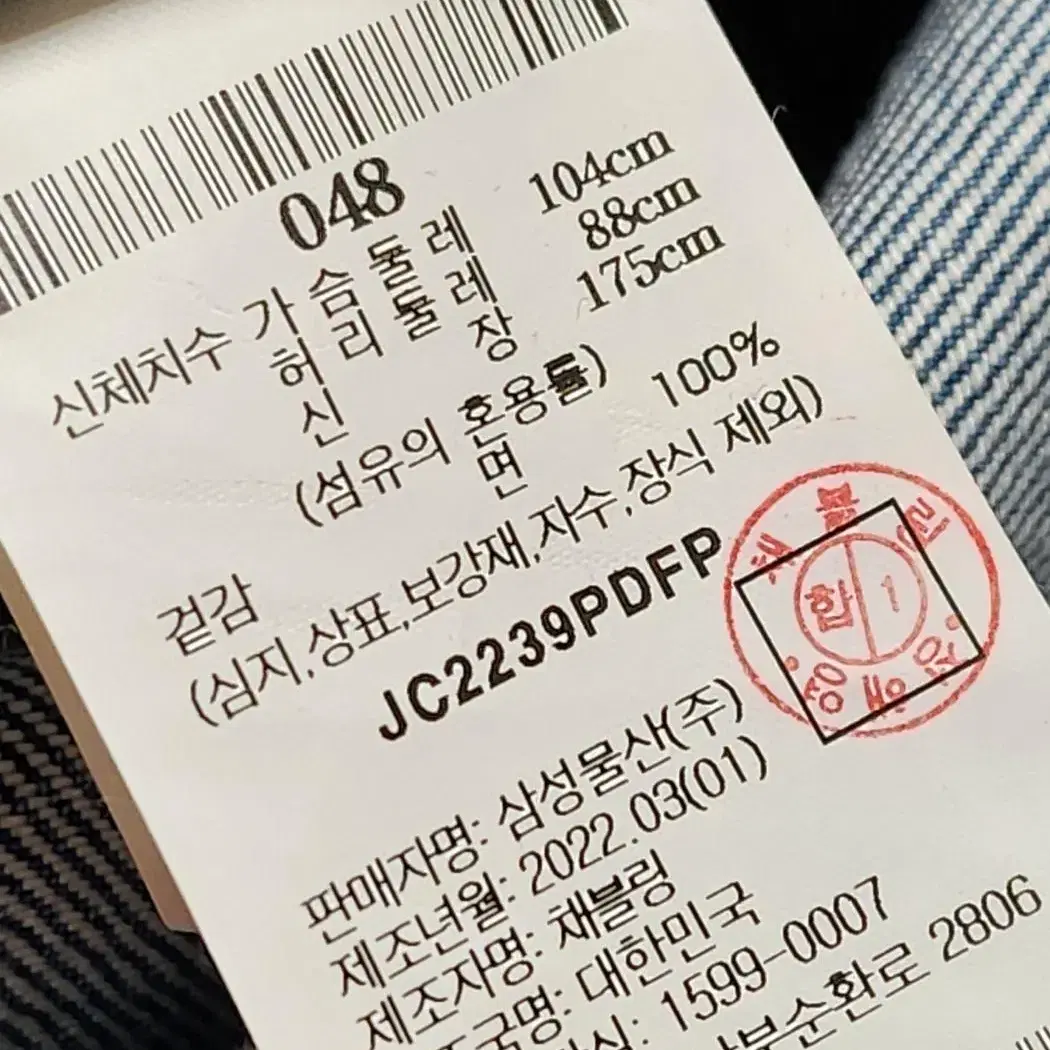 048
신체치수 가슴둘레 104cm
허리둘레 88cm
신장 175cm
(섬유의 혼용률)
겉감 면 100%
(심지,상표,보강재,자수,장식 제외)
JC2239PDFP
채블린
합 1
판매자명: 삼성물산(주)
제조년월: 2022.03(01)
제조자명: 채블링
국명: 대한민국
1599-0007
부순환로 2806